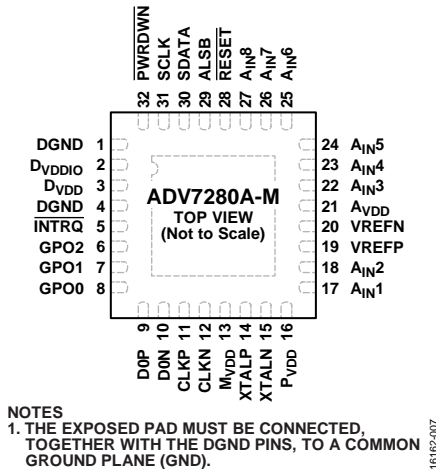 32 PWRDWN
31 SCLK
30 SDATA
29 ALSB
28 RESET
27 AIN8
26 AIN7
25 AIN6
DGND 1
DVDDIO 2
DVDD 3
DGND 4
INTRQ 5
GPO2 6
GPO1 7
GPO0 8
ADV7280A-M
TOP VIEW
(Not to Scale)
24 AIN5
23 AIN4
22 AIN3
21 AVDD
20 VREFN
19 VREFP
18 AIN2
17 AIN1
D0P 9
D0N 10
CLKP 11
CLKN 12
MVDD 13
XTALP 14
XTALN 15
PVDD 16
NOTES
1. THE EXPOSED PAD MUST BE CONNECTED,
TOGETHER WITH THE DGND PINS, TO A COMMON
GROUND PLANE (GND).
16162-007